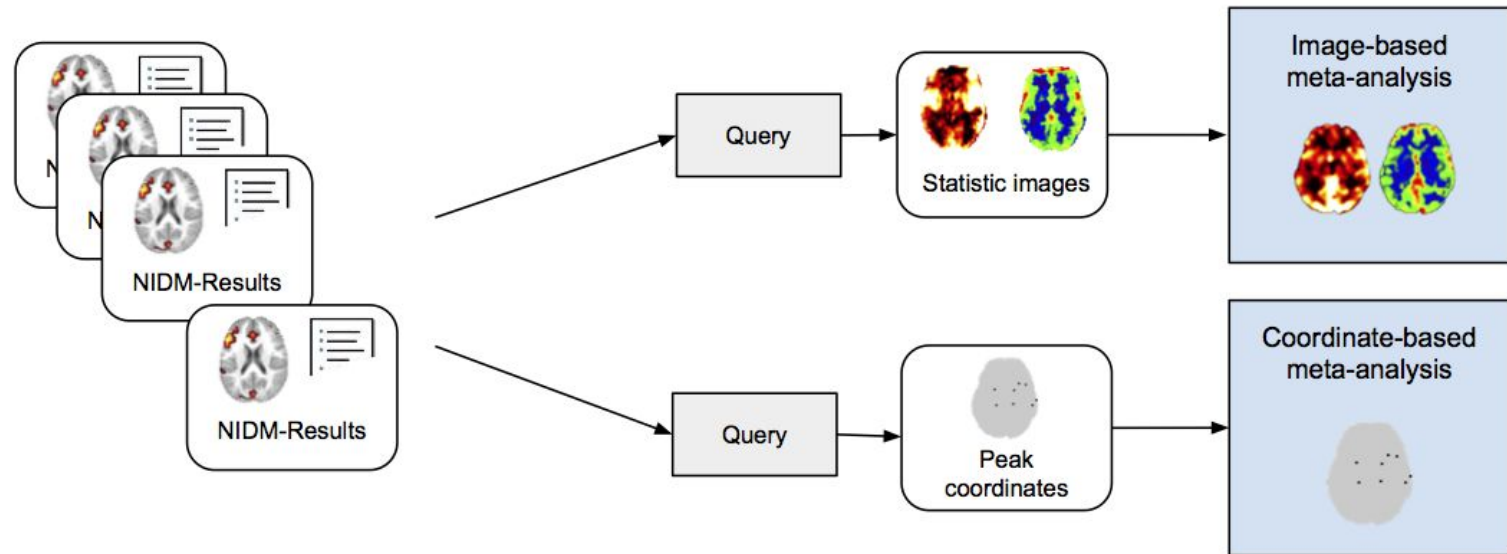 N
N
NIDM-Results
NIDM-Results
Query
Statistic images
Image-based
meta-analysis
Query
Peak
coordinates
Coordinate-based
meta-analysis